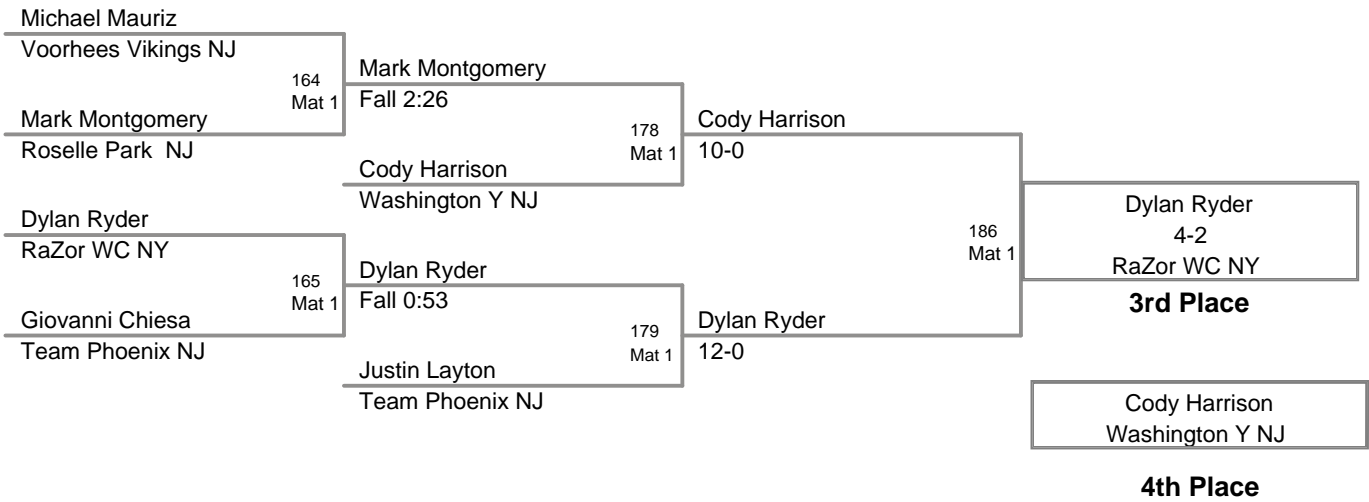 Michael Mauriz
Voorhees Vikings NJ
164
Mat 1
Mark Montgomery
Roselle Park  NJ
Mark Montgomery
Fall 2:26
178
Mat 1
Cody Harrison
Washington Y NJ
Cody Harrison
10-0
Dylan Ryder
RaZor WC NY
165
Mat 1
Giovanni Chiesa
Team Phoenix NJ
Dylan Ryder
Fall 0:53
179
Mat 1
Justin Layton
Team Phoenix NJ
Dylan Ryder
12-0
186
Mat 1
Dylan Ryder
4-2
RaZor WC NY
3rd Place
Cody Harrison
Washington Y NJ
4th Place